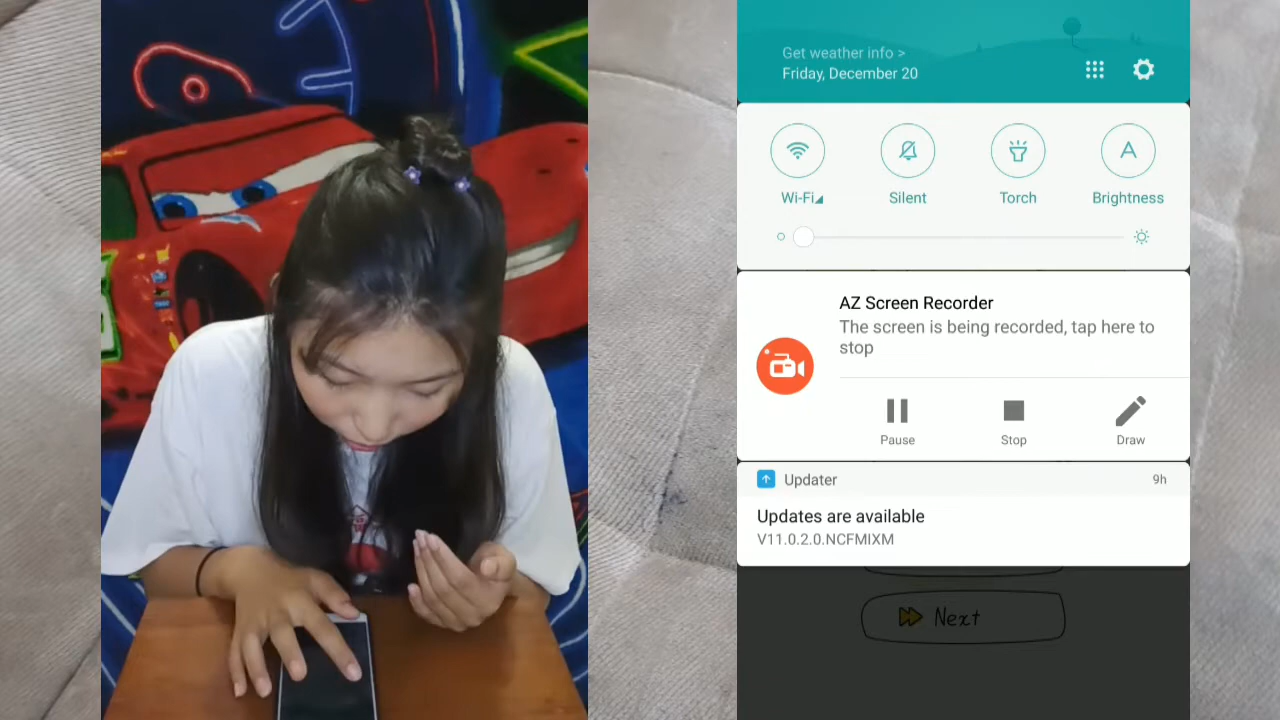 Get weather info >
Friday, December 20
Wi-Fi
Silent
Torch
Brightness
AZ Screen Recorder
The screen is being recorded, tap here to
stop
Pause
Stop
Draw
Updater
9h
Updates are available
V11.0.2.0.NCFMIXM
Next